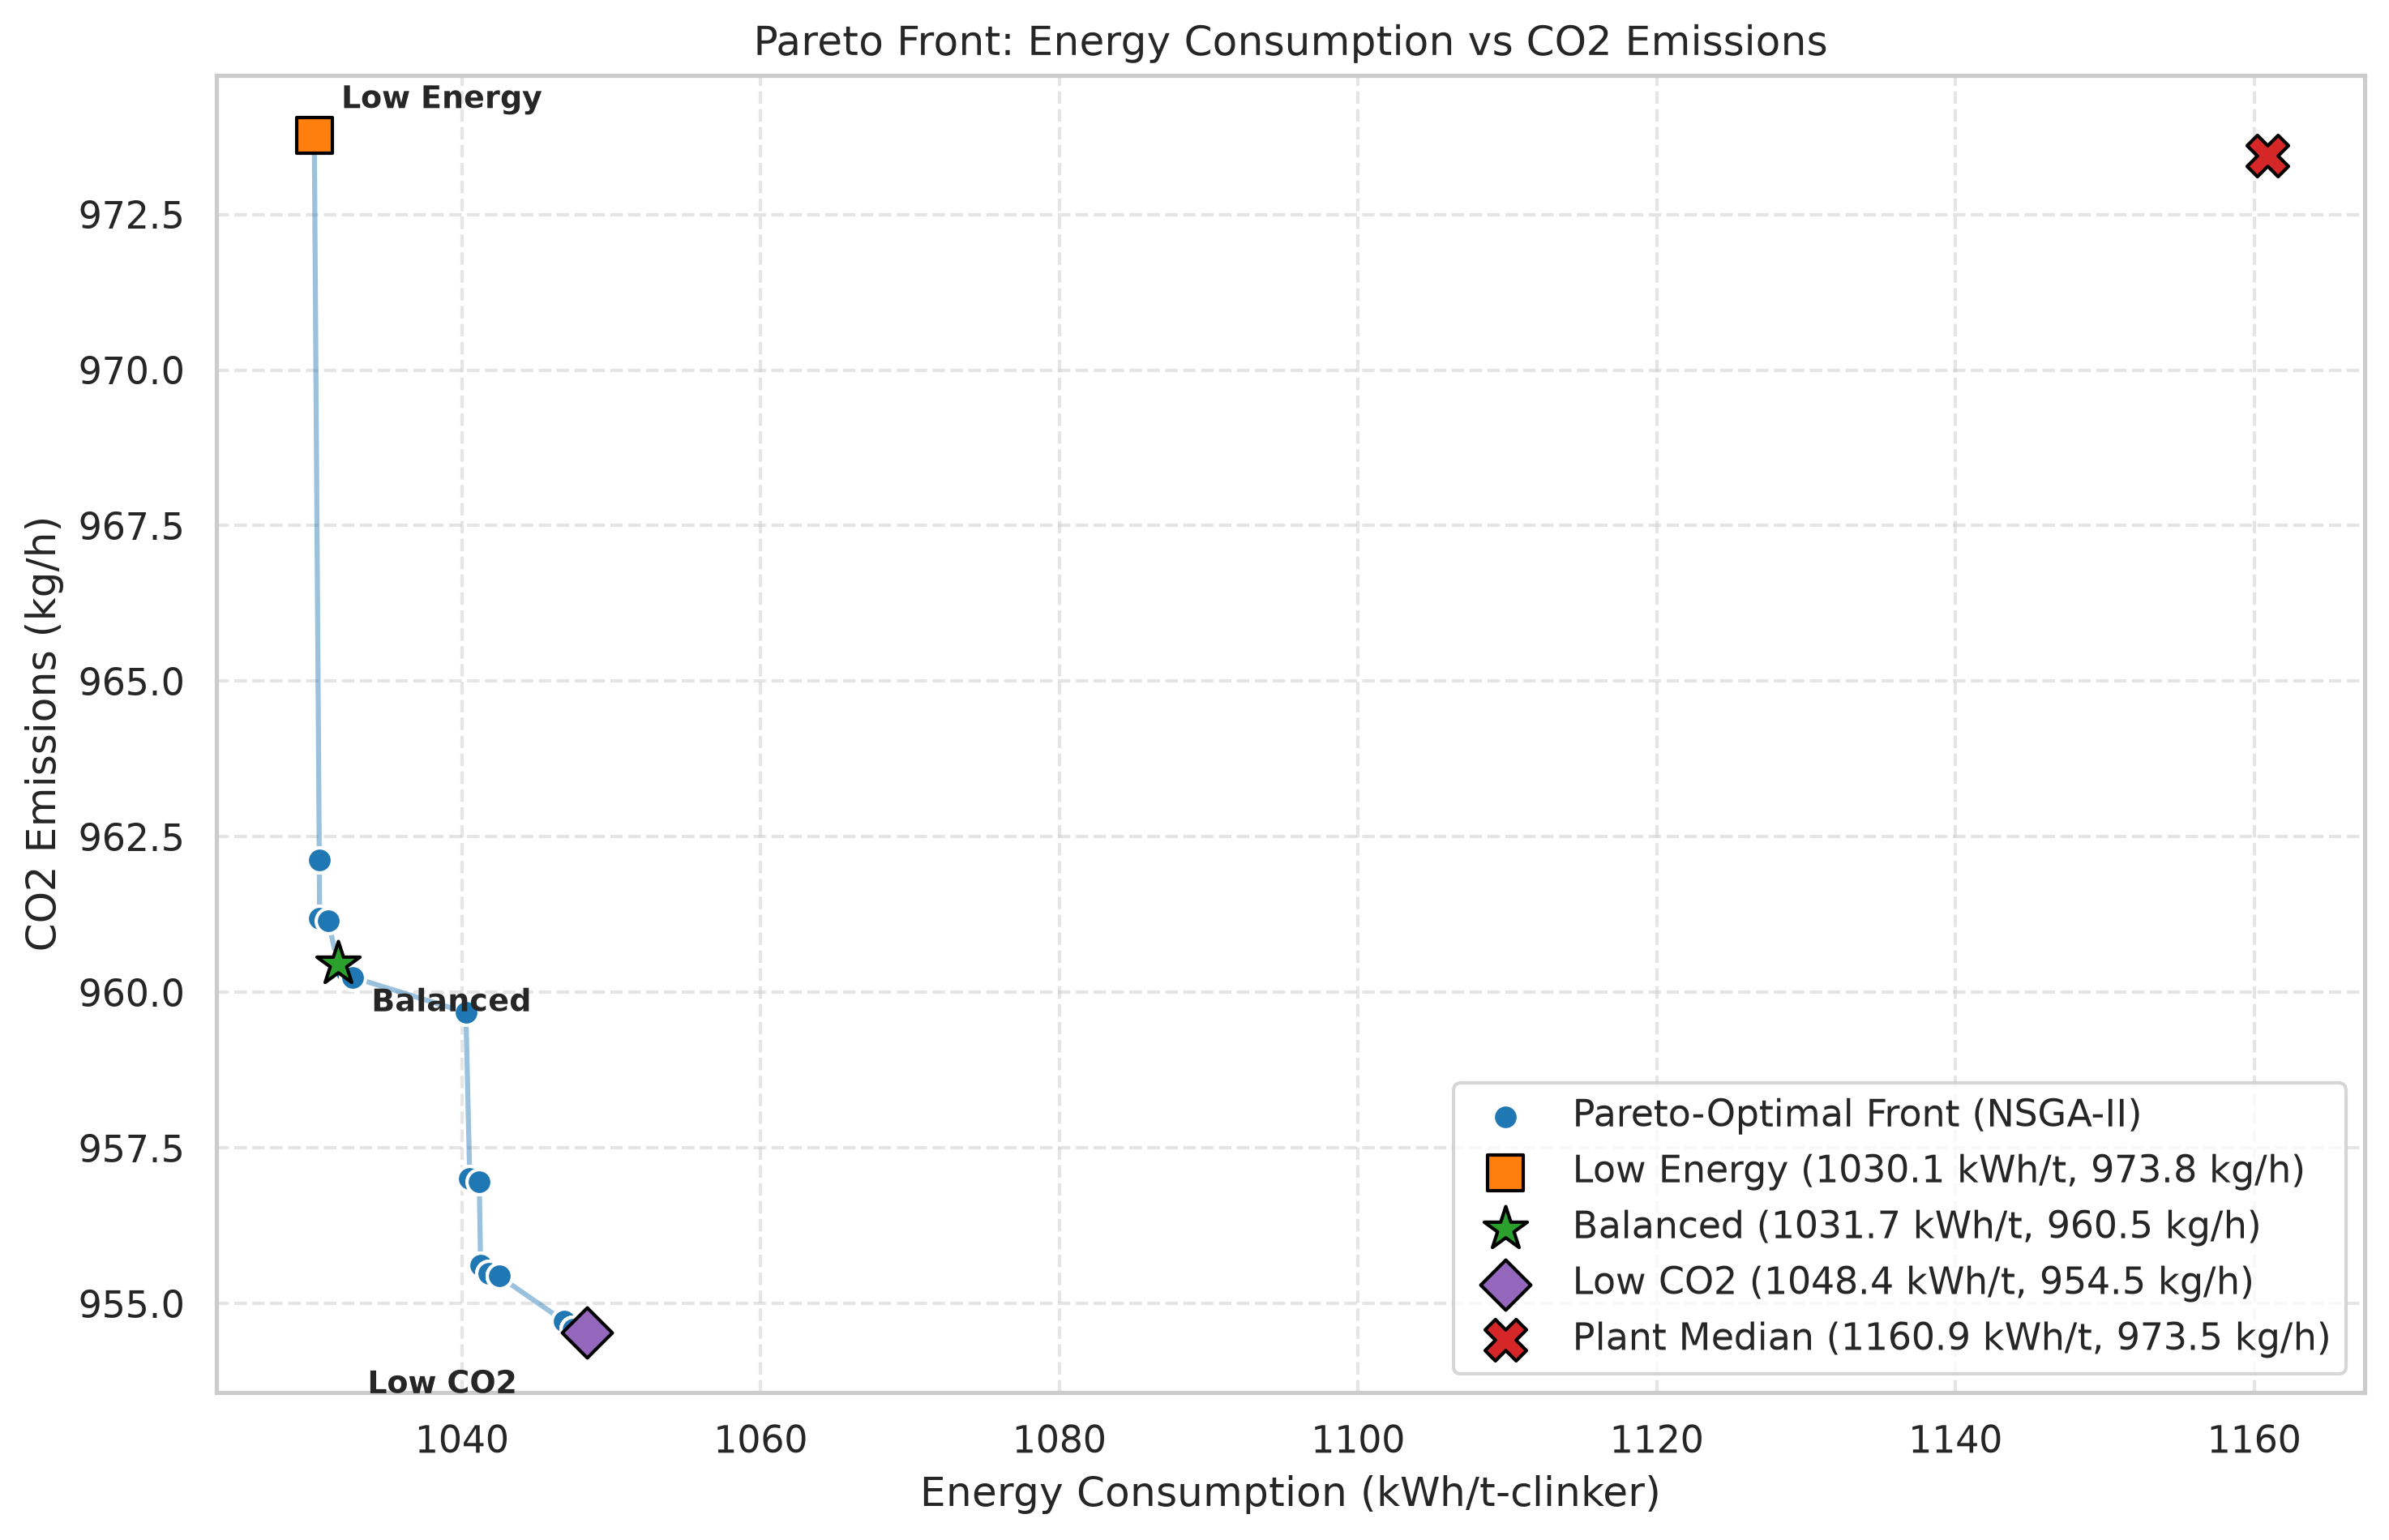 Pareto Front: Energy Consumption vs CO2 Emissions
Low Energy
972.5
970.0
967.5
965.0
962.5
960.0
957.5
955.0
CO2 Emissions (kg/h)
Balanced
Low CO2
Pareto-Optimal Front (NSGA-II)
Low Energy (1030.1 kWh/t, 973.8 kg/h)
Balanced (1031.7 kWh/t, 960.5 kg/h)
Low CO2 (1048.4 kWh/t, 954.5 kg/h)
Plant Median (1160.9 kWh/t, 973.5 kg/h)
1040 1060 1080 1100 1120 1140 1160
Energy Consumption (kWh/t-clinker)